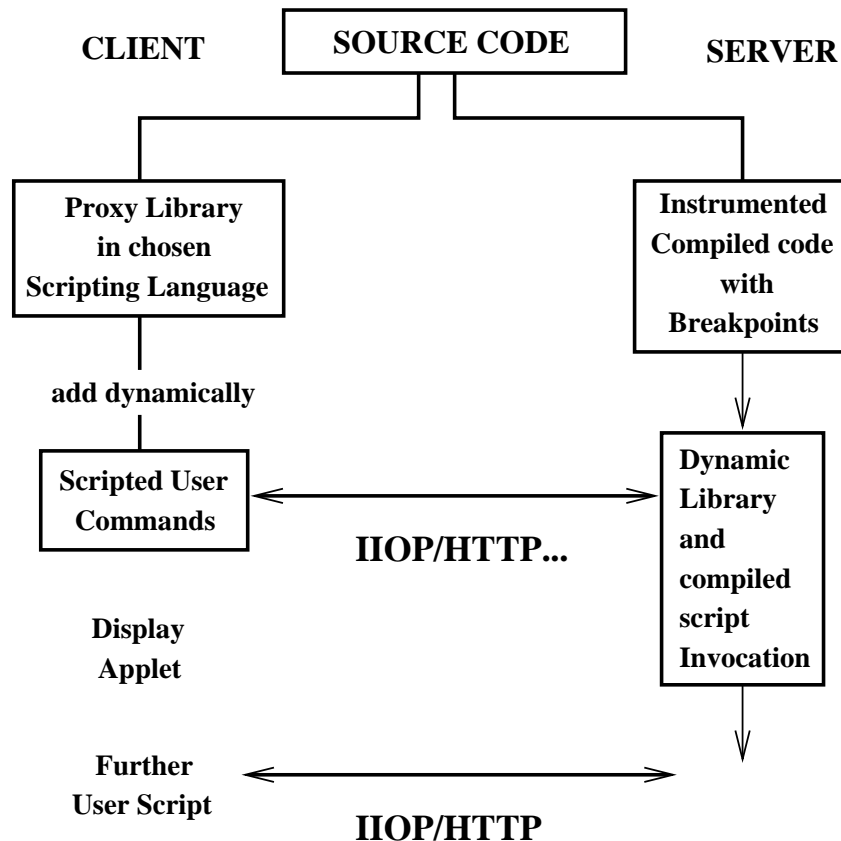 CLIENT
SOURCE CODE
SERVER
Proxy Library
in chosen
Scripting Language
Instrumented
Compiled code
with
Breakpoints
add dynamically
Scripted User
Commands
Dynamic
Library
and
compiled
script
Invocation
IIOP/HTTP...
Display
Applet
Further
User Script
IIOP/HTTP